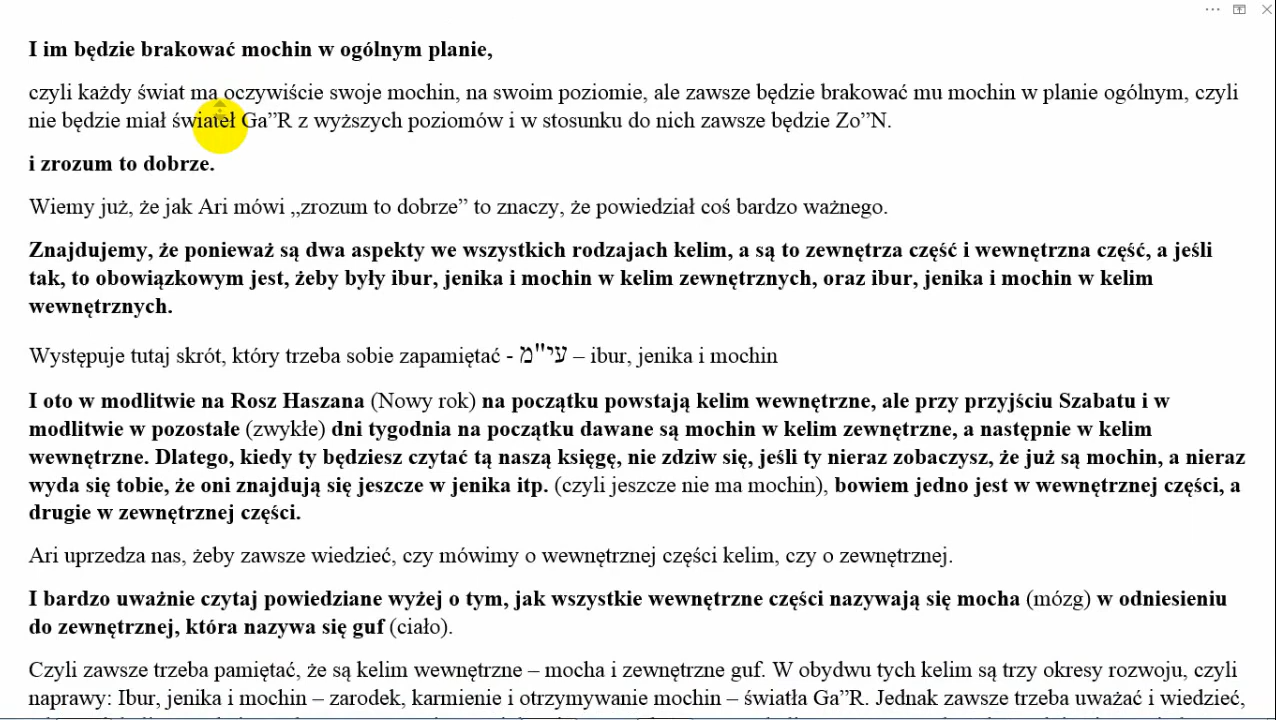 I im będzie brakować mochin w ogólnym planie,
czyli każdy świat ma oczywiście swoje mochin, na swoim poziomie, ale zawsze będzie brakować mu mochin w planie ogólnym, czyli
nie będzie miał świateł Ga”R z wyższych poziomów i w stosunku do nich zawsze będzie Zo”N.
i zrozum to dobrze.
Wiemy już, że jak Ari mówi „zrozum to dobrze” to znaczy, że powiedział coś bardzo ważnego.
Znajdujemy, że ponieważ są dwa aspekty we wszystkich rodzajach kelim, a są to zewnętrza część i wewnętrzna część, a jeśli
tak, to obowiązkowym jest, żeby były ibur, jenika i mochin w kelim zewnętrznych, oraz ibur, jenika i mochin w kelim
wewnętrznych.
Występuje tutaj skrót, który trzeba sobie zapamiętać - עי"מ – ibur, jenika i mochin
I oto w modlitwie na Rosz Haszana (Nowy rok) na początku powstają kelim wewnętrzne, ale przy przyjściu Szabatu i w
modlitwie w pozostałe (zwykłe) dni tygodnia na początku dawane są mochin w kelim zewnętrzne, a następnie w kelim
wewnętrzne. Dlatego, kiedy ty będziesz czytać tą naszą księgę, nie zdziw się, jeśli ty nieraz zobaczysz, że już są mochin, a nieraz
wyda się tobie, że oni znajdują się jeszcze w jenika itp. (czyli jeszcze nie ma mochin), bowiem jedno jest w wewnętrznej części, a
drugie w zewnętrznej części.
Ari uprzedza nas, żeby zawsze wiedzieć, czy mówimy o wewnętrznej części kelim, czy o zewnętrznej.
I bardzo uważnie czytaj powiedziane wyżej o tym, jak wszystkie wewnętrzne części nazywają się mocha (mózg) w odniesieniu
do zewnętrznej, która nazywa się guf (ciało).
Czyli zawsze trzeba pamiętać, że są kelim wewnętrzne – mocha i zewnętrzne guf. W obydwu tych kelim są trzy okresy rozwoju, czyli
naprawy: Ibur, jenika i mochin – zarodek, karmienie i otrzymywanie mochin – światła Ga”R. Jednak zawsze trzeba uważać i wiedzieć,